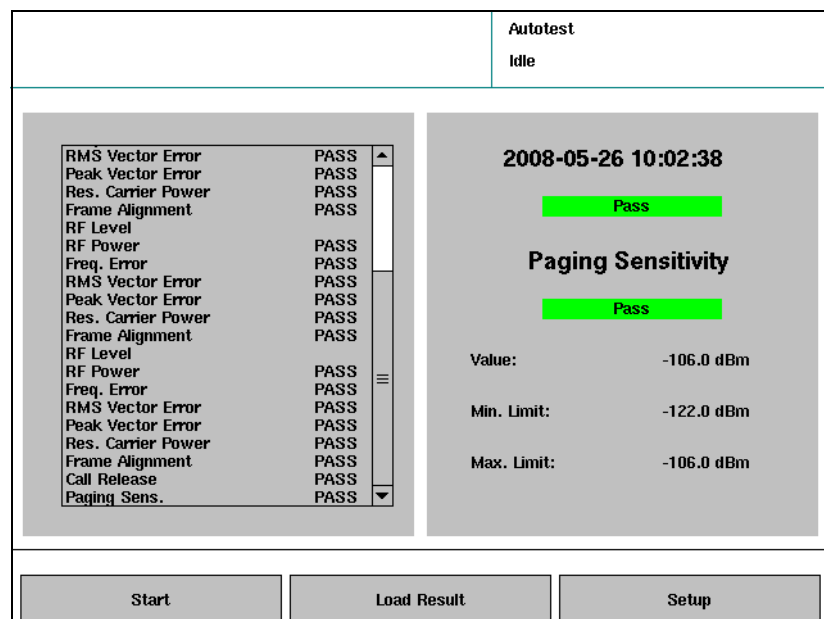 Autotest
Idle
RMS Vector Error PASS
Peak Vector Error PASS
Res. Carrier Power PASS
Frame Alignment PASS
RF Level
RF Power PASS
Freq. Error PASS
RMS Vector Error PASS
Peak Vector Error PASS
Res. Carrier Power PASS
Frame Alignment PASS
RF Level
RF Power PASS
Freq. Error PASS
RMS Vector Error PASS
Peak Vector Error PASS
Res. Carrier Power PASS
Frame Alignment PASS
Call Release PASS
Paging Sens. PASS
2008-05-26 10:02:38
Pass
Paging Sensitivity
Pass
Value: -106.0 dBm
Min. Limit: -122.0 dBm
Max. Limit: -106.0 dBm
Start Load Result Setup